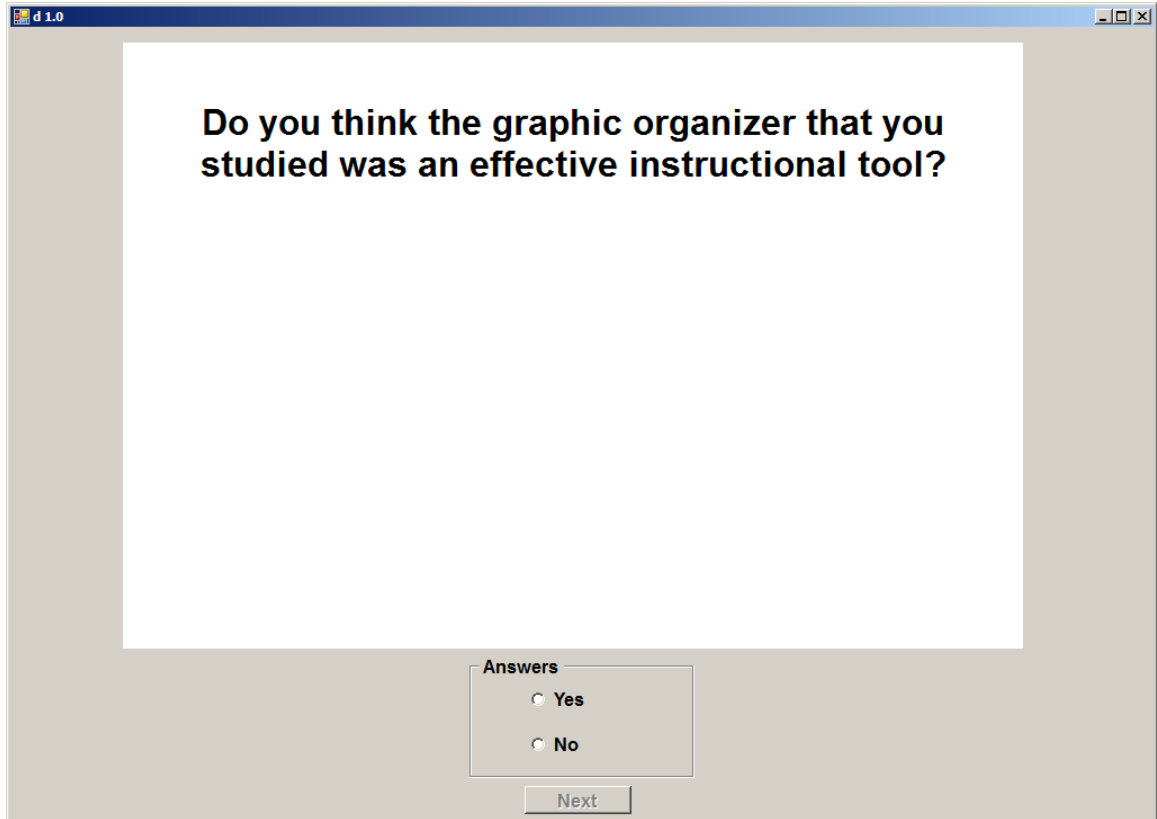 d 1.0
Do you think the graphic organizer that you
studied was an effective instructional tool?
Answers
Yes
No
Next